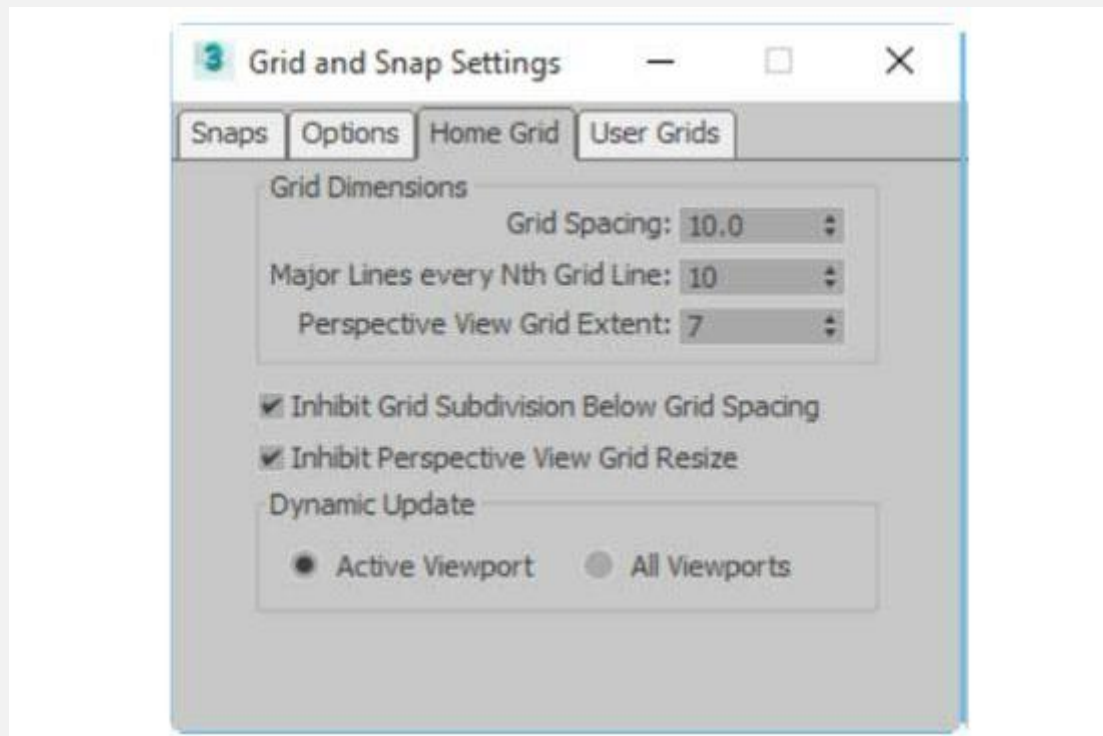 3 Grid and Snap Settings
Snaps Options Home Grid User Grids
Grid Dimensions
Grid Spacing: 10.0
Major Lines every Nth Grid Line: 10
Perspective View Grid Extent: 7
Inhibit Grid Subdivision Below Grid Spacing
Inhibit Perspective View Grid Resize
Dynamic Update
Active Viewport All Viewports